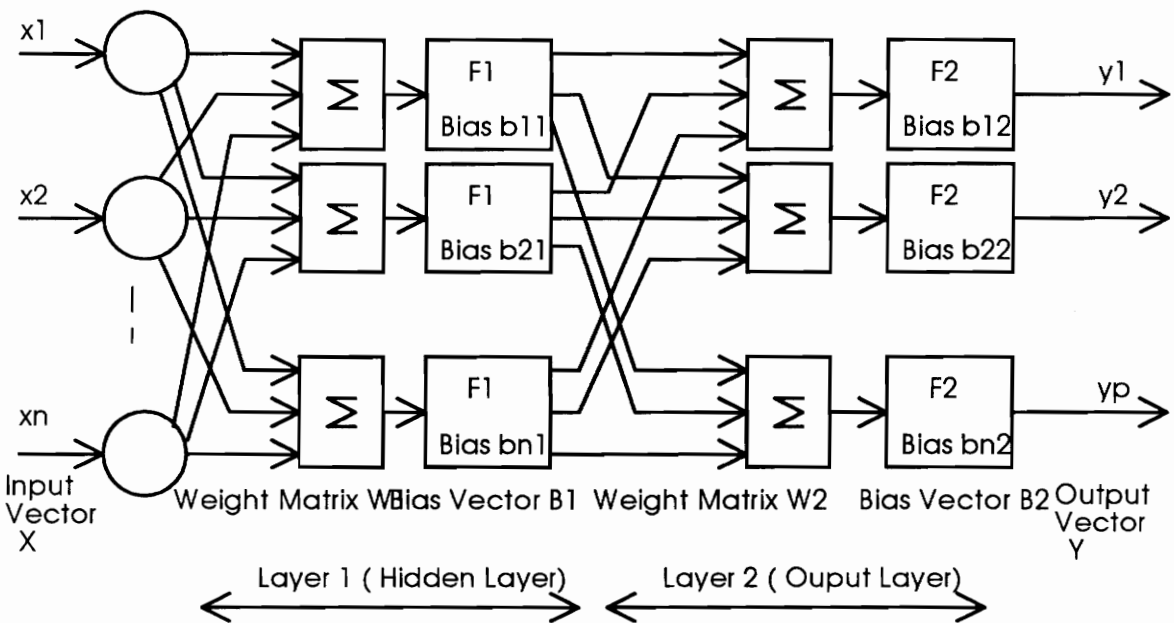 x1
F1
F2
y1
Σ
Σ
Bias b11
Bias b12
x2
F1
F2
y2
Σ
Σ
Bias b21
Bias b22
F1
F2
yp
xn
Σ
Σ
Bias bn1
Bias bn2
Input
Vector
X
Weight Matrix W1
Bias Vector B1
Weight Matrix W2
Bias Vector B2
Output
Vector
Y
Layer 1 ( Hidden Layer)
Layer 2 ( Ouput Layer)